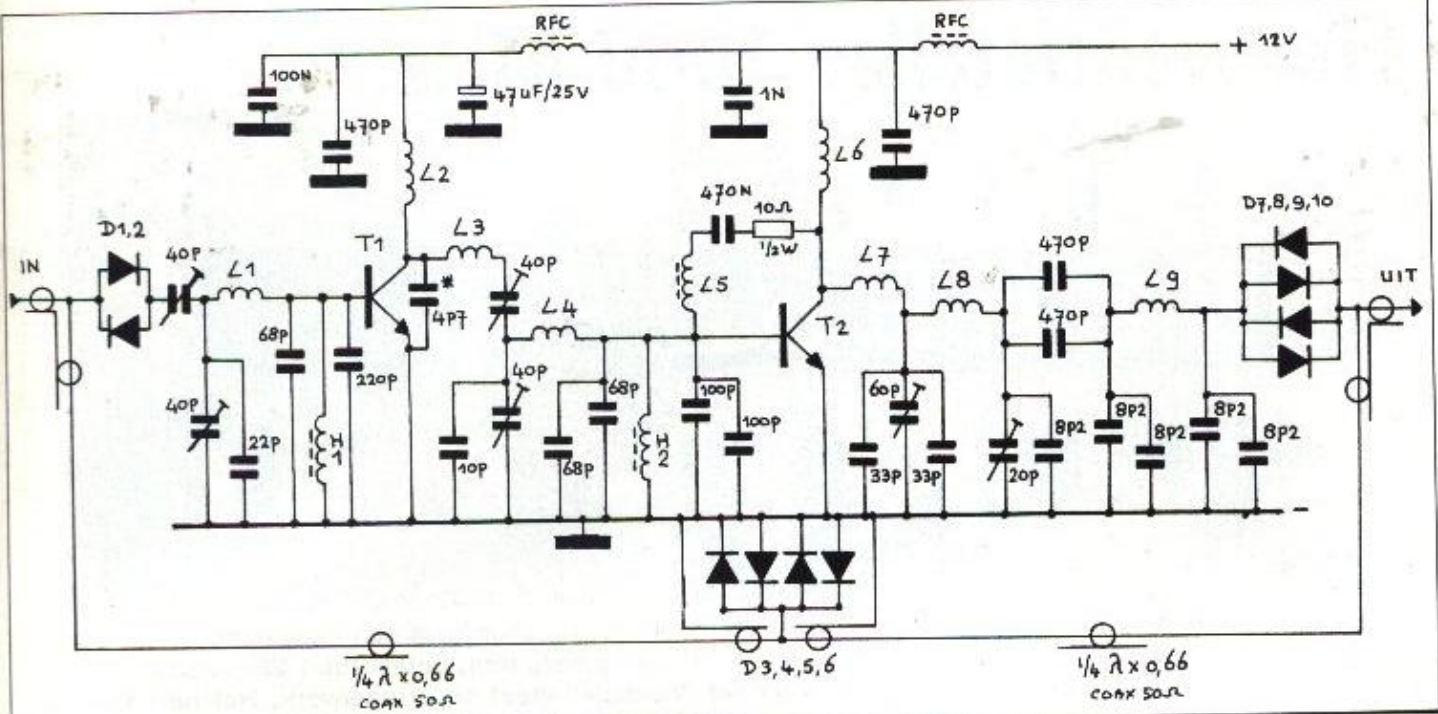 RFC
RFC
+ 12V
100N
470P
47uF/25V
1N
470P
L2
L6
470N
10Ω
1/2W
D7,8,9,10
D1,2
40P
L1
T1
L3
40P
L5
L7
470P
IN
*
4P7
L4
T2
L8
470P
L9
UIT
68P
220P
40P
68P
100P
60P
40P
22P
H1
10P
68P
H2
100P
33P
33P
20P
8P2
8P2
8P2
8P2
8P2
-
D3,4,5,6
1/4 λ x 0,66
COAX 50Ω
1/4 λ x 0,66
COAX 50Ω